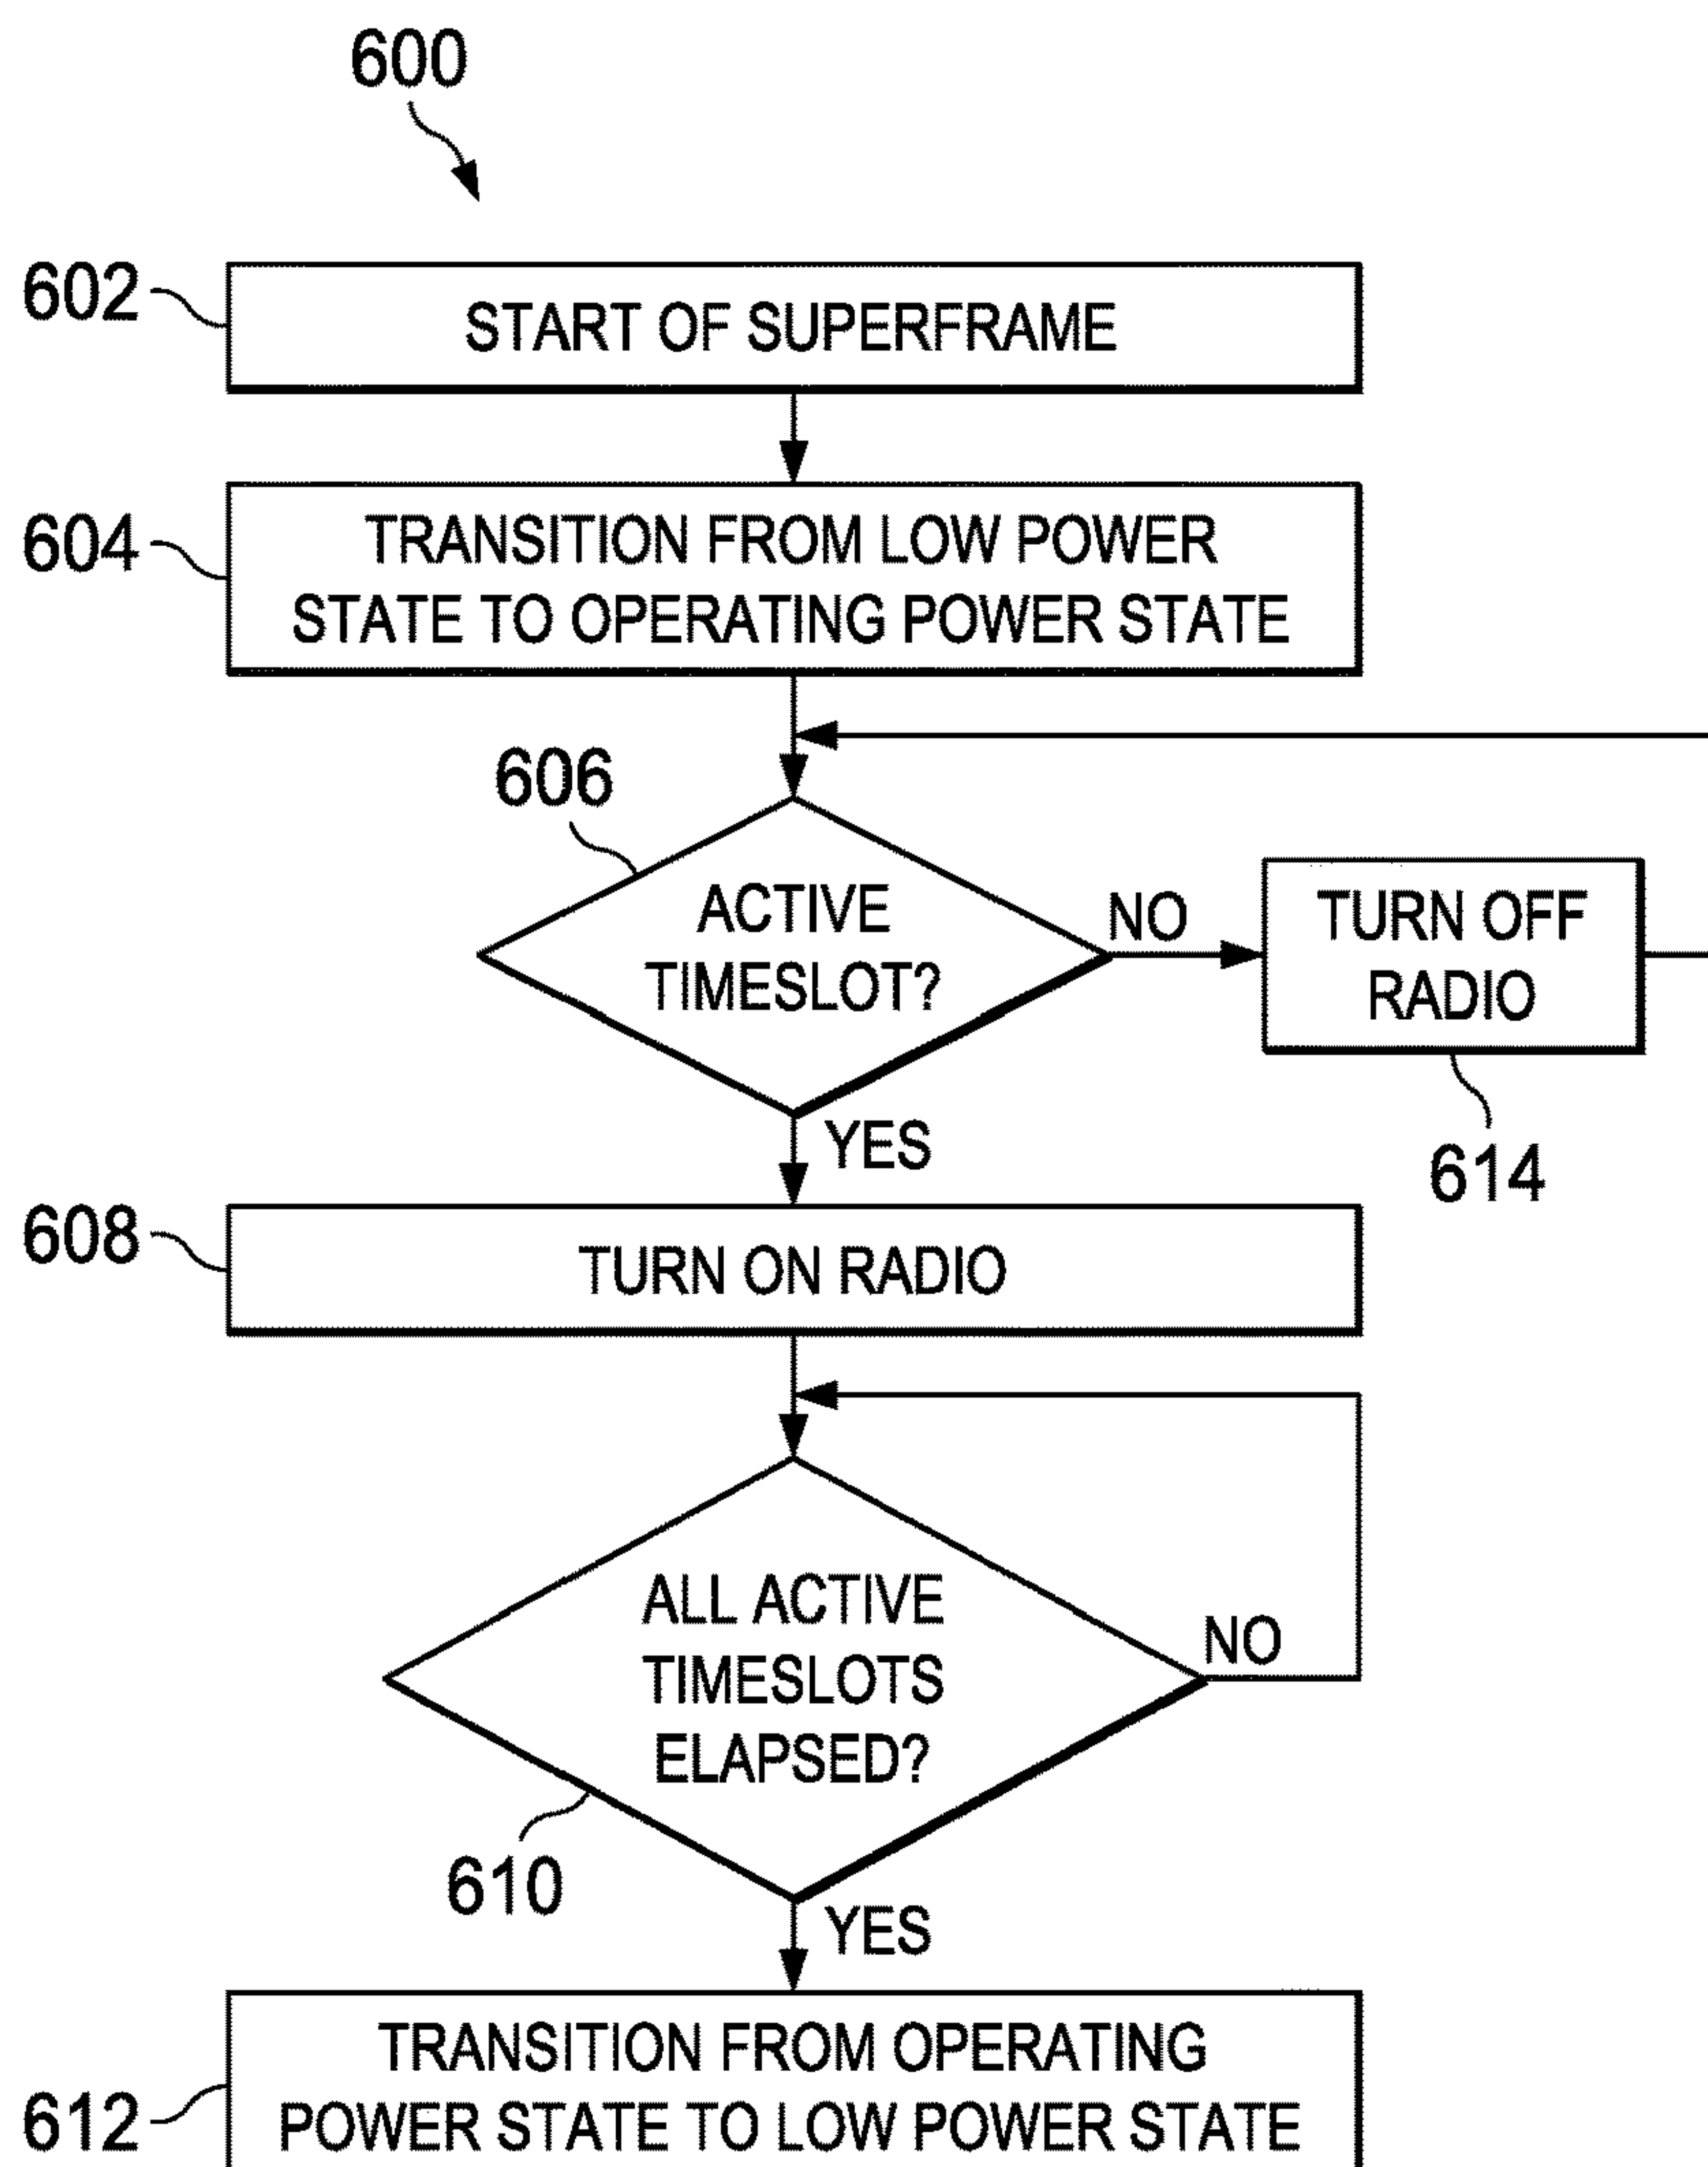 600
602
START OF SUPERFRAME
604
TRANSITION FROM LOW POWER
STATE TO OPERATING POWER STATE
606
ACTIVE
TIMESLOT?
NO
TURN OFF
RADIO
YES
614
608
TURN ON RADIO
ALL ACTIVE
TIMESLOTS
ELAPSED?
NO
610
YES
612
TRANSITION FROM OPERATING
POWER STATE TO LOW POWER STATE